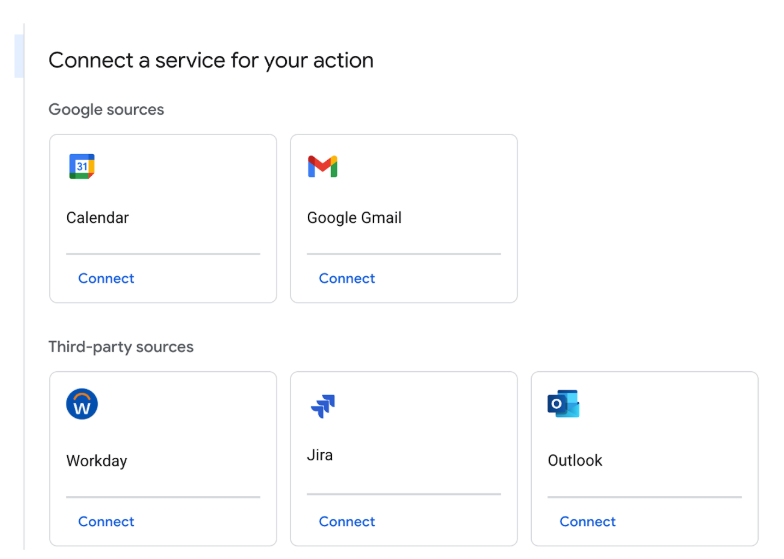 Connect a service for your action
Google sources
31
Calendar
Google Gmail
Connect
Connect
Third-party sources
W
O
Workday
Jira
Outlook
Connect
Connect
Connect